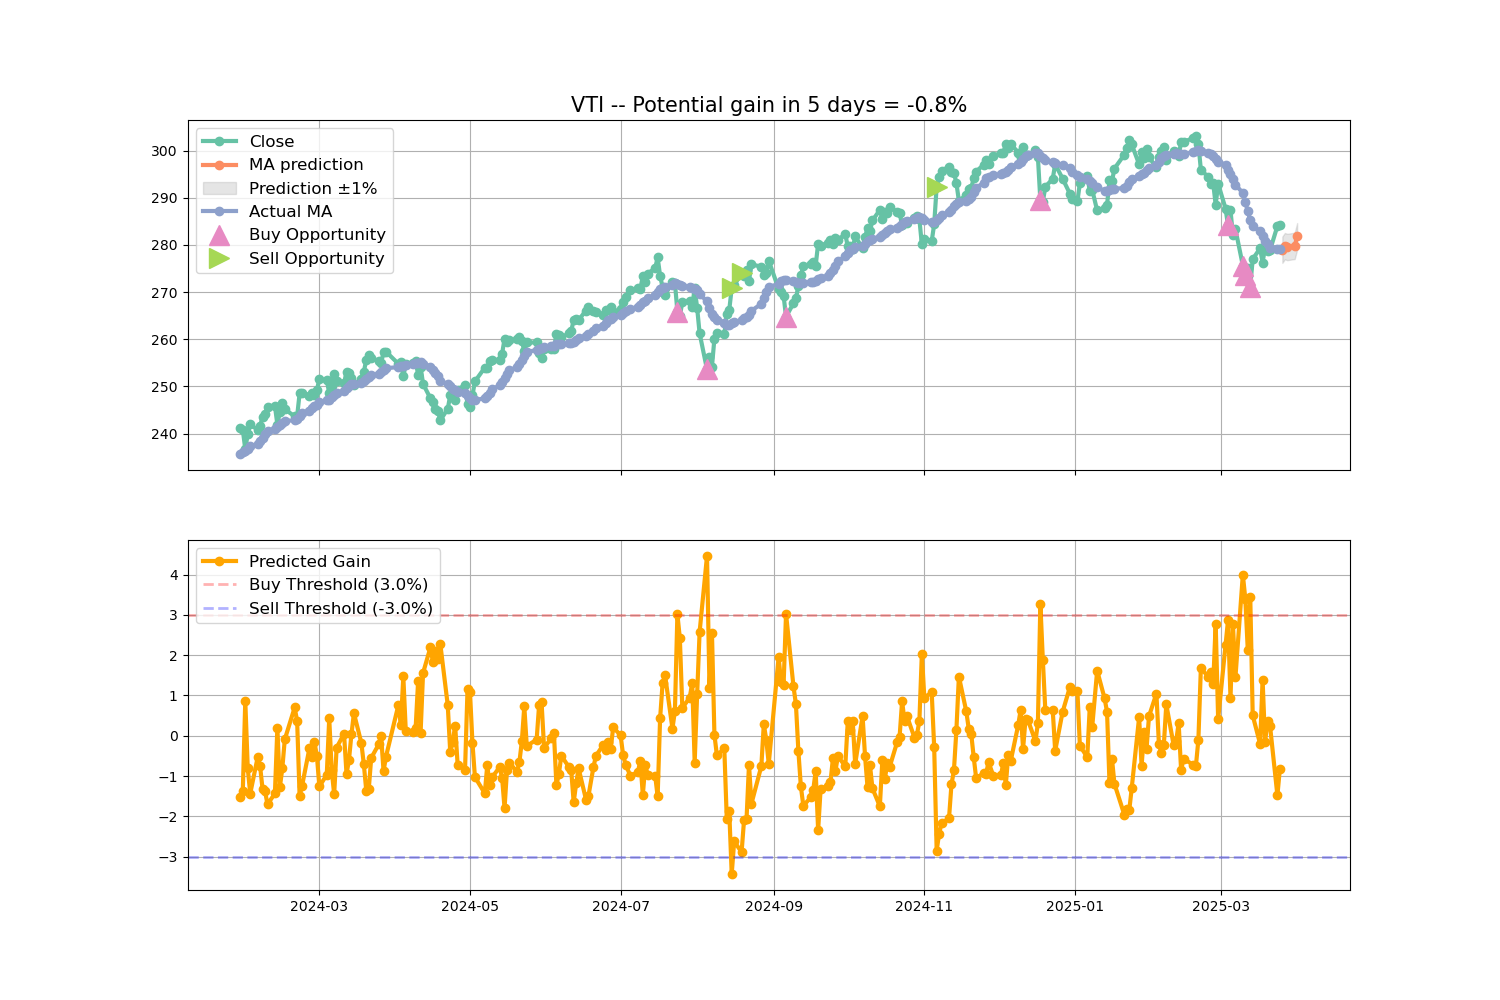 VTI -- Potential gain in 5 days = -0.8%
Close
MA prediction
Prediction ±1%
Actual MA
Buy Opportunity
Sell Opportunity
300
290
280
270
260
250
240
Predicted Gain
Buy Threshold (3.0%)
Sell Threshold (-3.0%)
4
3
2
1
0
−1
−2
−3
2024-03 2024-05 2024-07 2024-09 2024-11 2025-01 2025-03